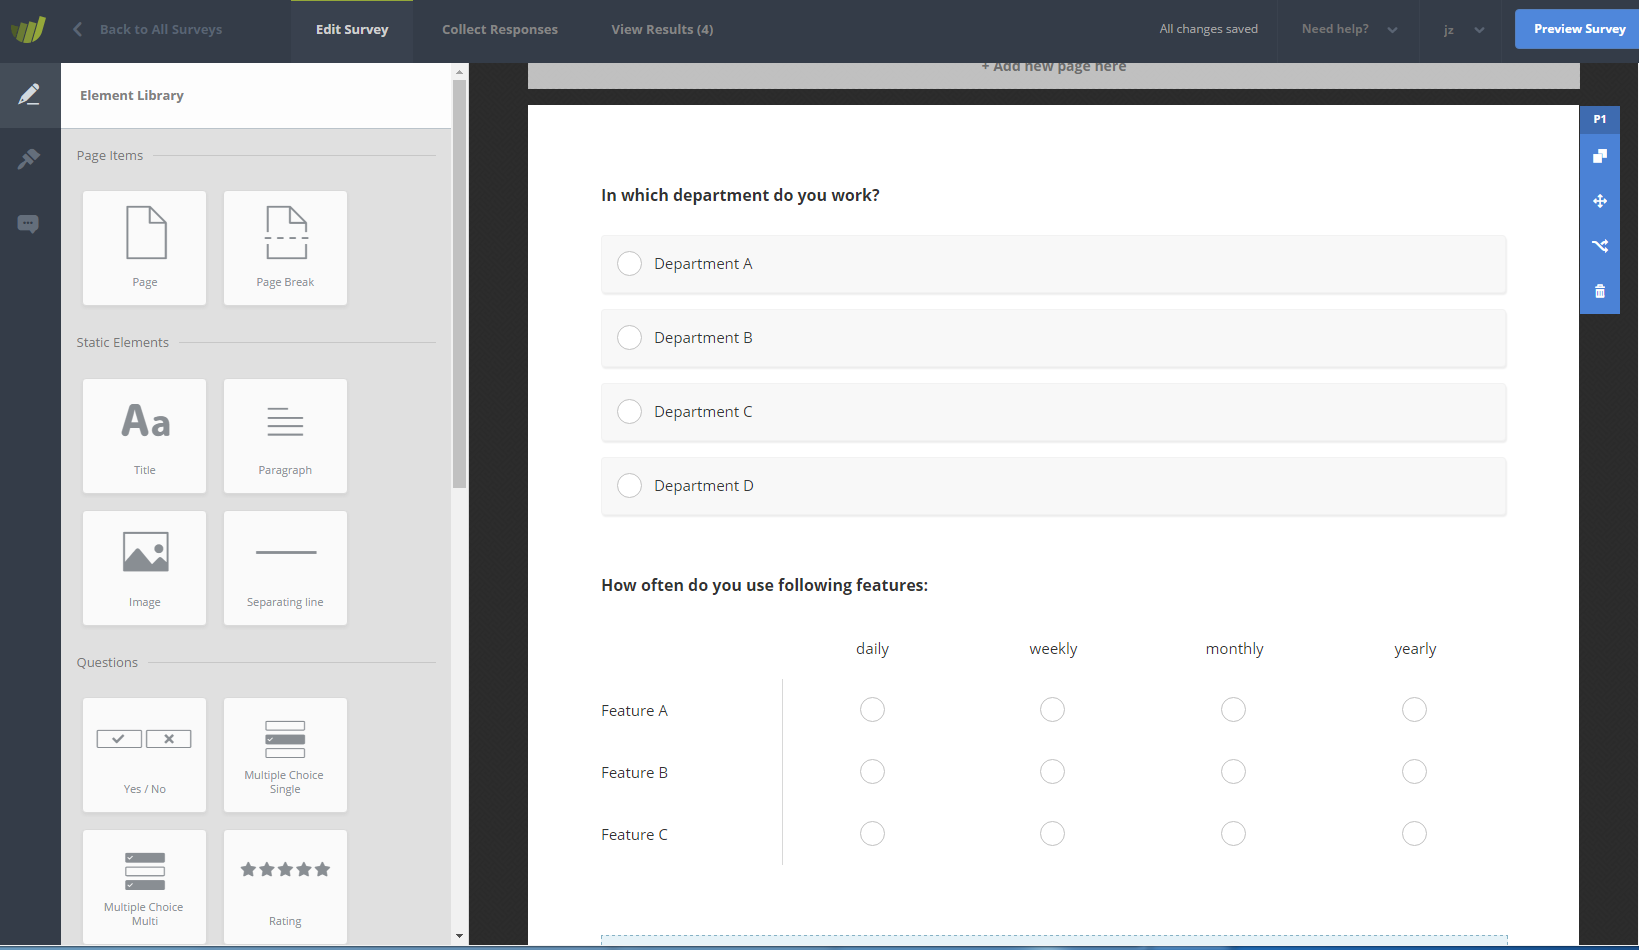 Back to All Surveys
Edit Survey
Collect Responses
View Results (4)
All changes saved
Need help?
jz
Preview Survey
Element Library
Page Items
Page
Page Break
Static Elements
Aa
Title
Paragraph
Image
Separating line
Questions
Yes / No
Multiple Choice
Single
Multiple Choice
Multi
Rating
+ Add new page here
P1
In which department do you work?
Department A
Department B
Department C
Department D
How often do you use following features:
daily weekly monthly yearly
Feature A
Feature B
Feature C